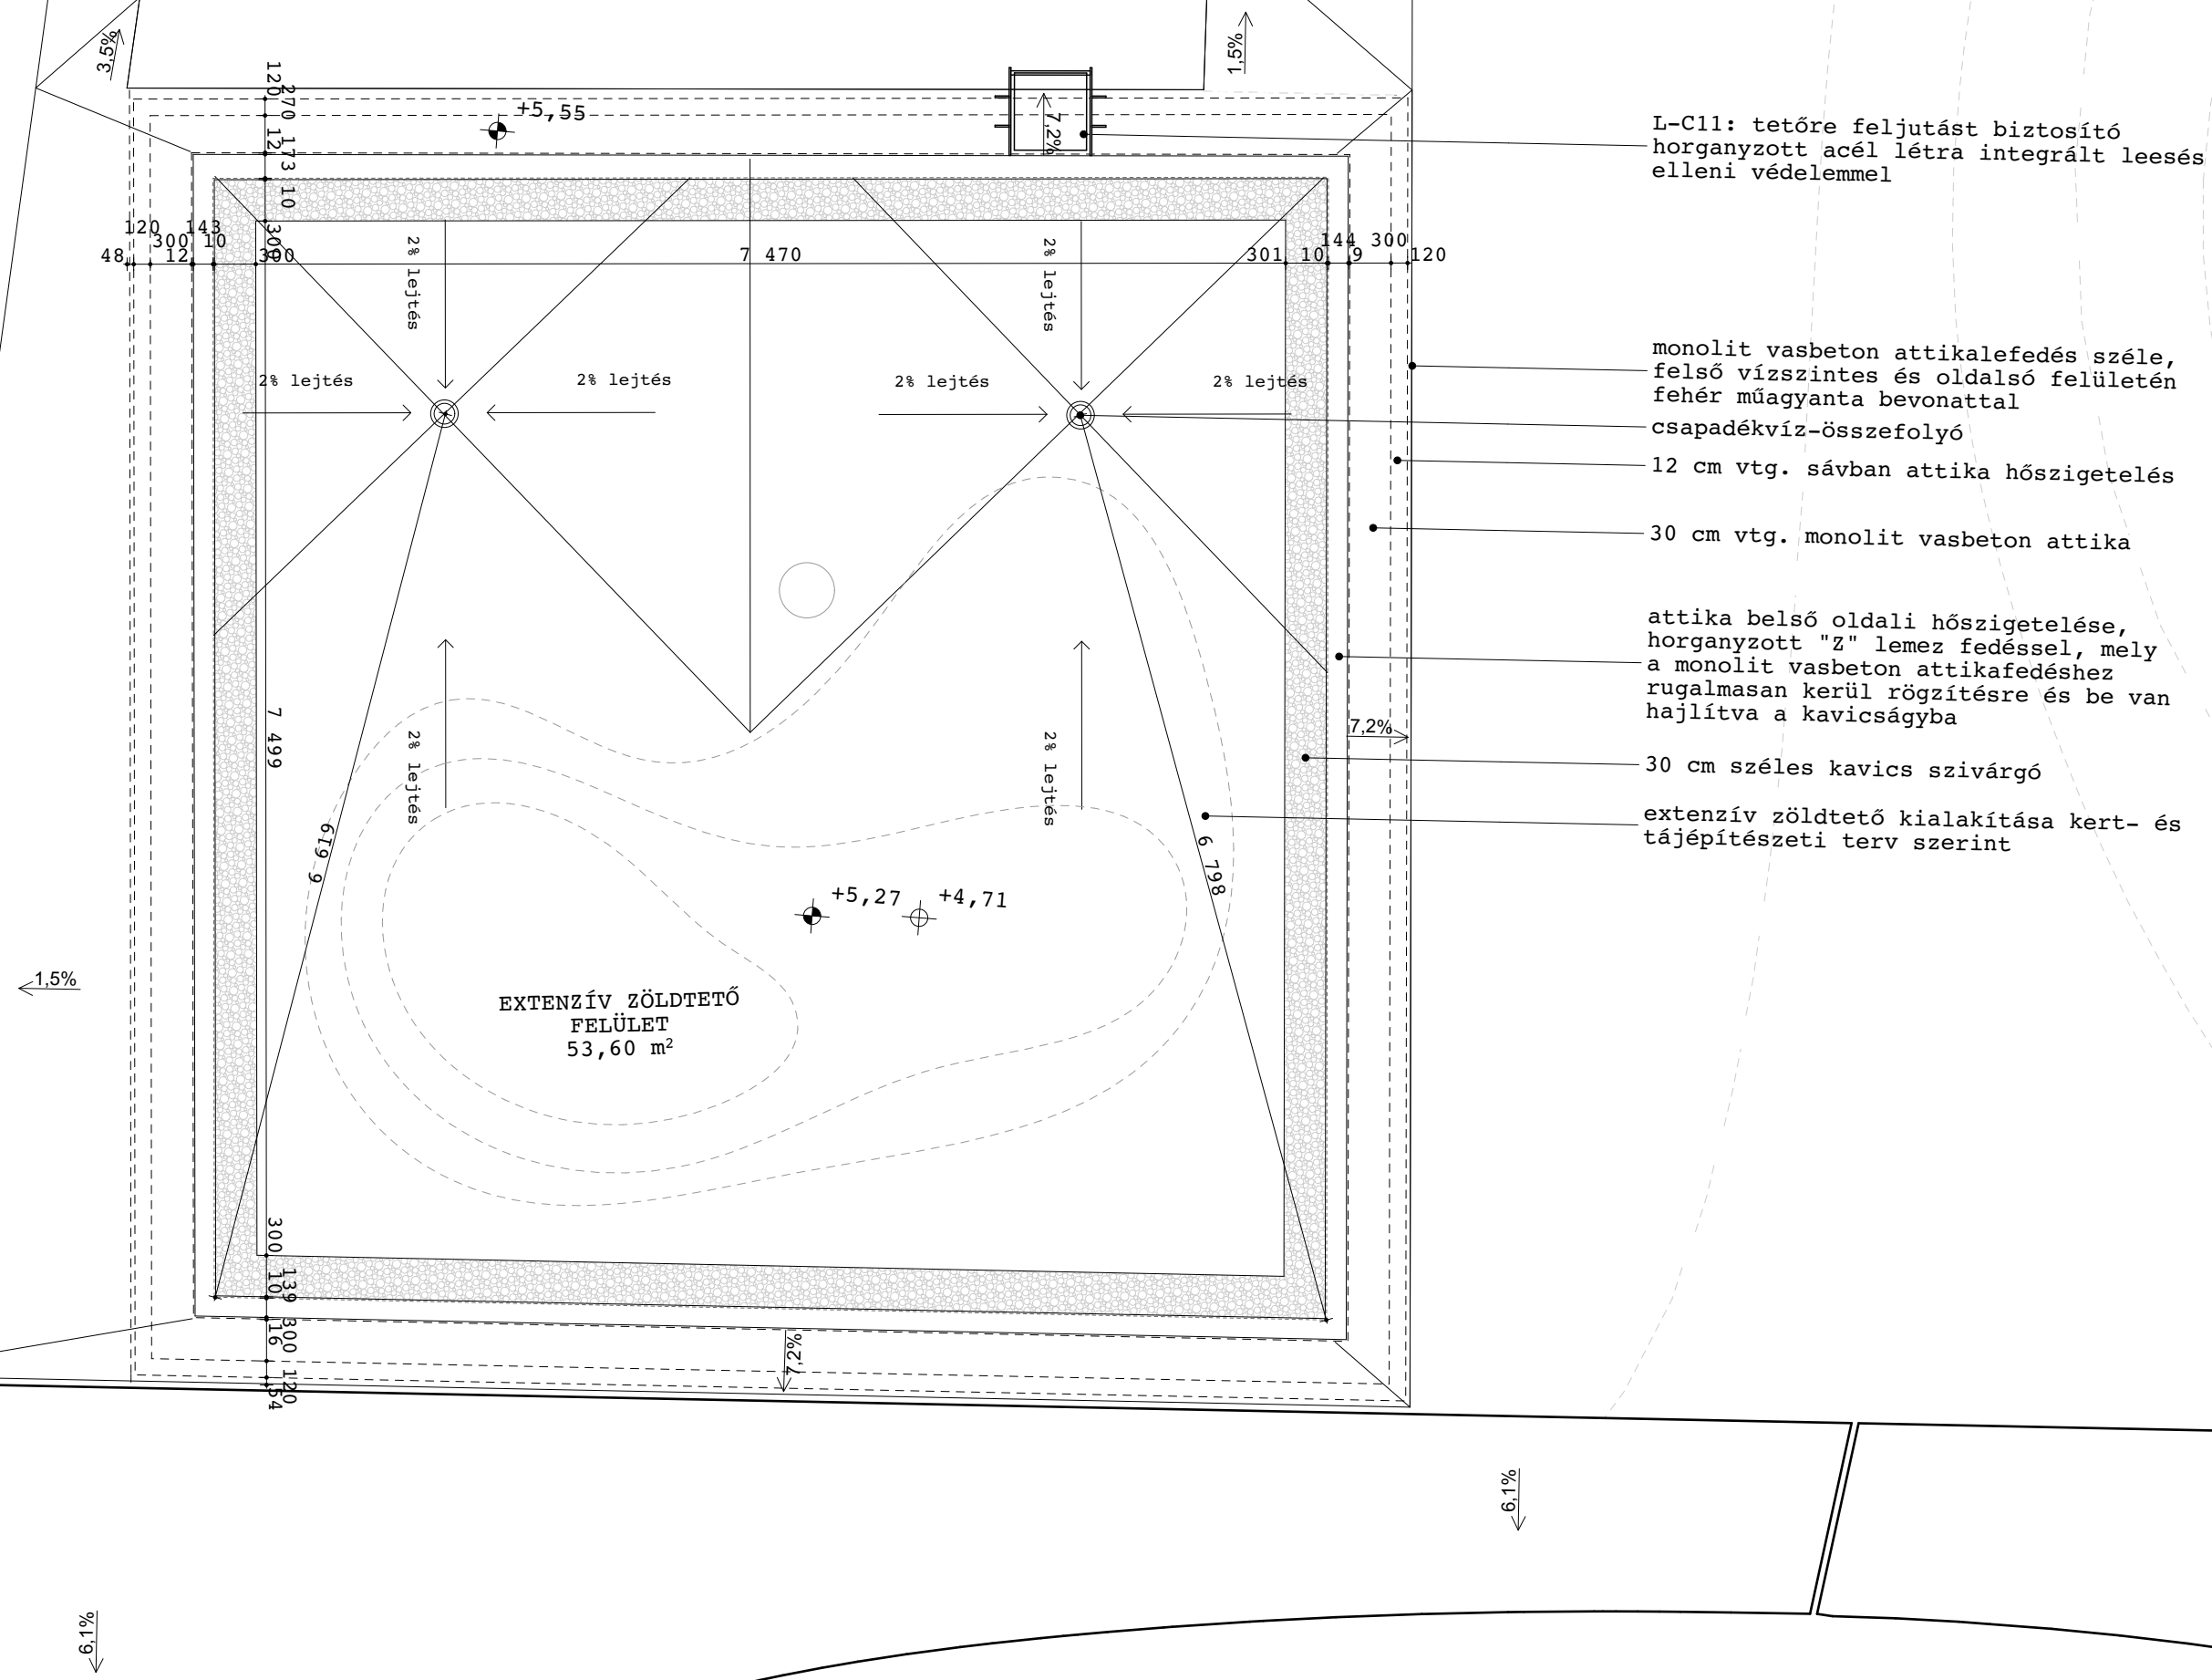 3,5%
1,5%
120
270
12
173
10
300
+5,55
7,2%
L-C11: tetőre feljutást biztosító
horganyzott acél létra integrált leesés
elleni védelemmel
120
143
300
10
48
12
300
7 470
301
10
144
9
300
120
2% lejtés
2% lejtés
2% lejtés
2% lejtés
2% lejtés
2% lejtés
monolit vasbeton attikalefedés széle,
felső vízszintes és oldalsó felületén
fehér műagyanta bevonattal
csapadékvíz-összefolyó
12 cm vtg. sávban attika hőszigetelés
30 cm vtg. monolit vasbeton attika
attika belső oldali hőszigetelése,
horganyzott "Z" lemez fedéssel, mely
a monolit vasbeton attikafedéshez
rugalmasan kerül rögzítésre és be van
hajlítva a kavicságyba
7,2%
30 cm széles kavics szivárgó
extenzív zöldtető kialakítása kert- és
tájépítészeti terv szerint
7 499
2% lejtés
2% lejtés
6 798
+5,27
+4,71
1,5%
EXTENZÍV ZÖLDTETŐ
FELÜLET
53,60 m²
300
10
139
16
300
120
54
7,2%
6,1%
6,1%